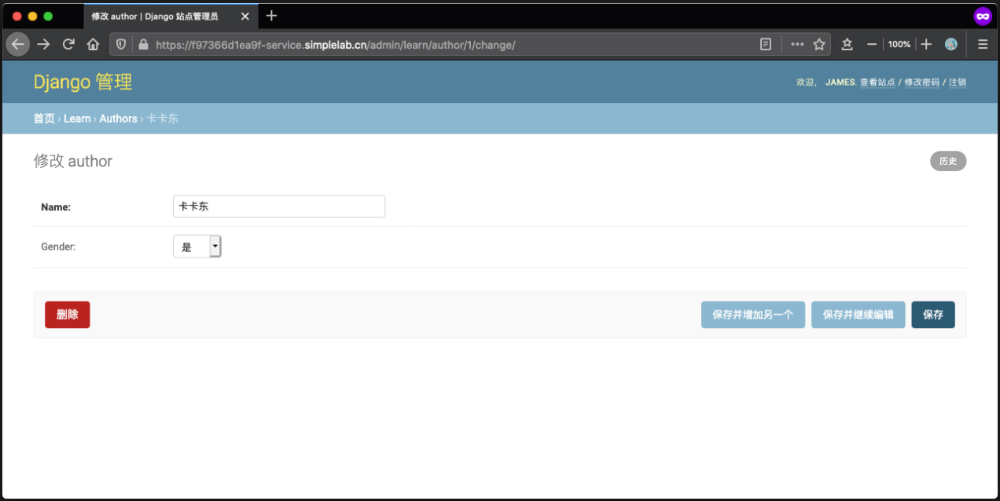 修改 author | Django 站点管理员
https://f97366d1ea9f-service.simplelab.cn/admin/learn/author/1/change/
100%
Django 管理
欢迎， JAMES. 查看站点 / 修改密码 / 注销
首页 › Learn › Authors › 卡卡东
修改 author
历史
Name: 卡卡东
Gender: 是
删除 保存并增加另一个 保存并继续编辑 保存